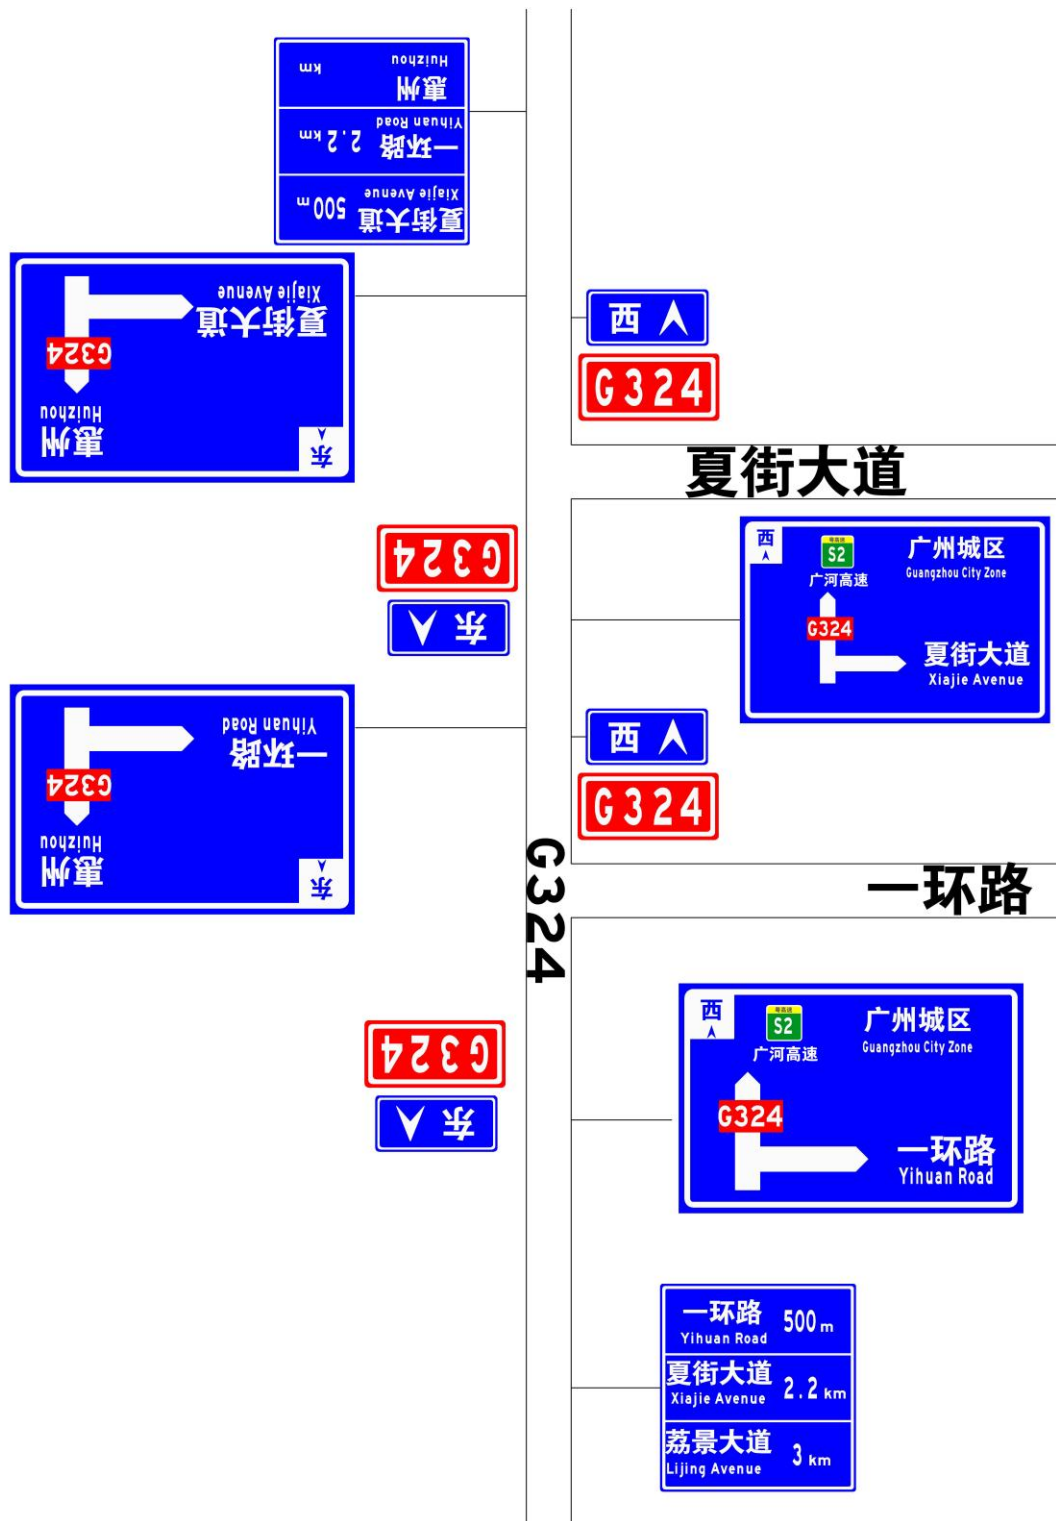 惠州 km
Huizhou
一环路 2.2 km
Yihuan Road
夏街大道 500 m
Xiajie Avenue
夏街大道
Xiajie Avenue
G324
惠州
Huizhou
东
西
G324
夏街大道
G324
东
西
S2
广河高速
广州城区
Guangzhou City Zone
G324
夏街大道
Xiajie Avenue
一环路
Yihuan Road
G324
惠州
Huizhou
东
西
G324
G324
一环路
西
S2
广河高速
广州城区
Guangzhou City Zone
G324
一环路
Yihuan Road
G324
东
一环路 500 m
Yihuan Road
夏街大道 2.2 km
Xiajie Avenue
荔景大道 3 km
Lijing Avenue